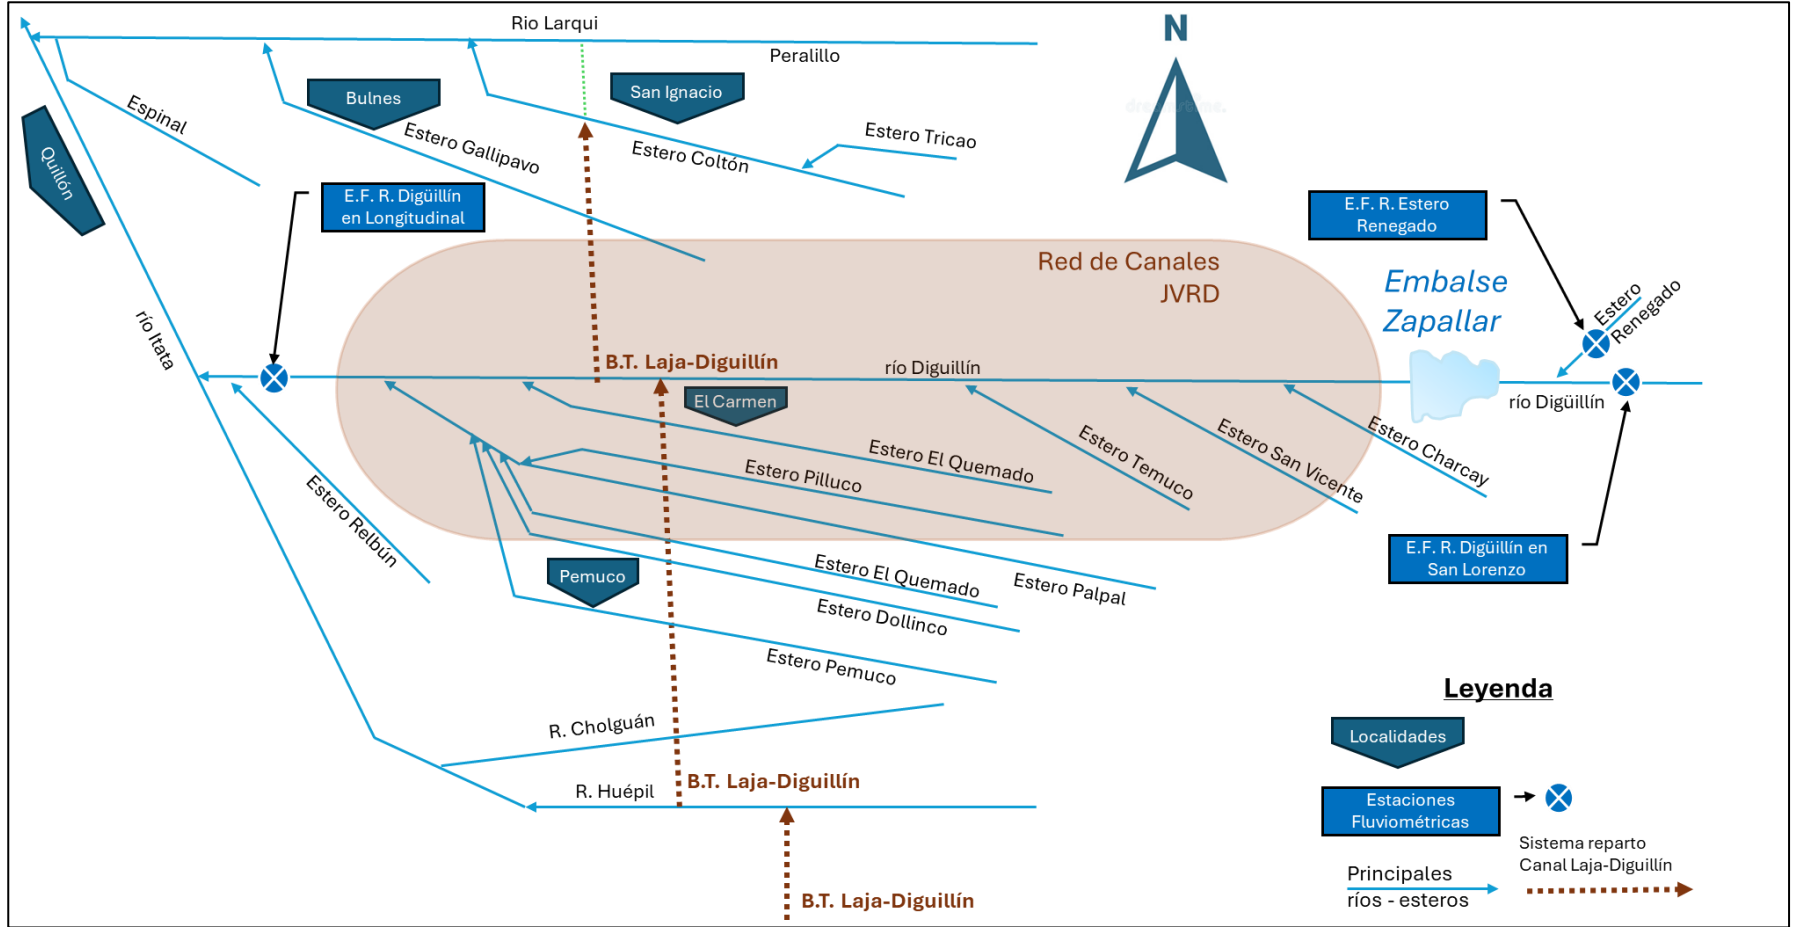 Rio Larqui
Peralillo
N
Bulnes
San Ignacio
Espinal
Estero Gallipavo
Estero Coltón
Estero Tricao
Quillón
E.F. R. Digüillín
en Longitudinal
E.F. R. Estero
Renegado
Red de Canales
JVRD
Embalse
Zapallar
Estero
Renegado
río Itata
B.T. Laja-Diguillín
río Diguillín
El Carmen
río Digüillín
Estero Charcay
Estero San Vicente
Estero Temuco
Estero El Quemado
Estero Pilluco
Estero Relbún
E.F. R. Digüillín en
San Lorenzo
Pemuco
Estero El Quemado
Estero Palpal
Estero Dollinco
Estero Pemuco
R. Cholguán
B.T. Laja-Diguillín
R. Huépil
B.T. Laja-Diguillín
Leyenda
Localidades
Estaciones
Fluviométricas
Sistema reparto
Canal Laja-Diguillín
Principales
ríos - esteros